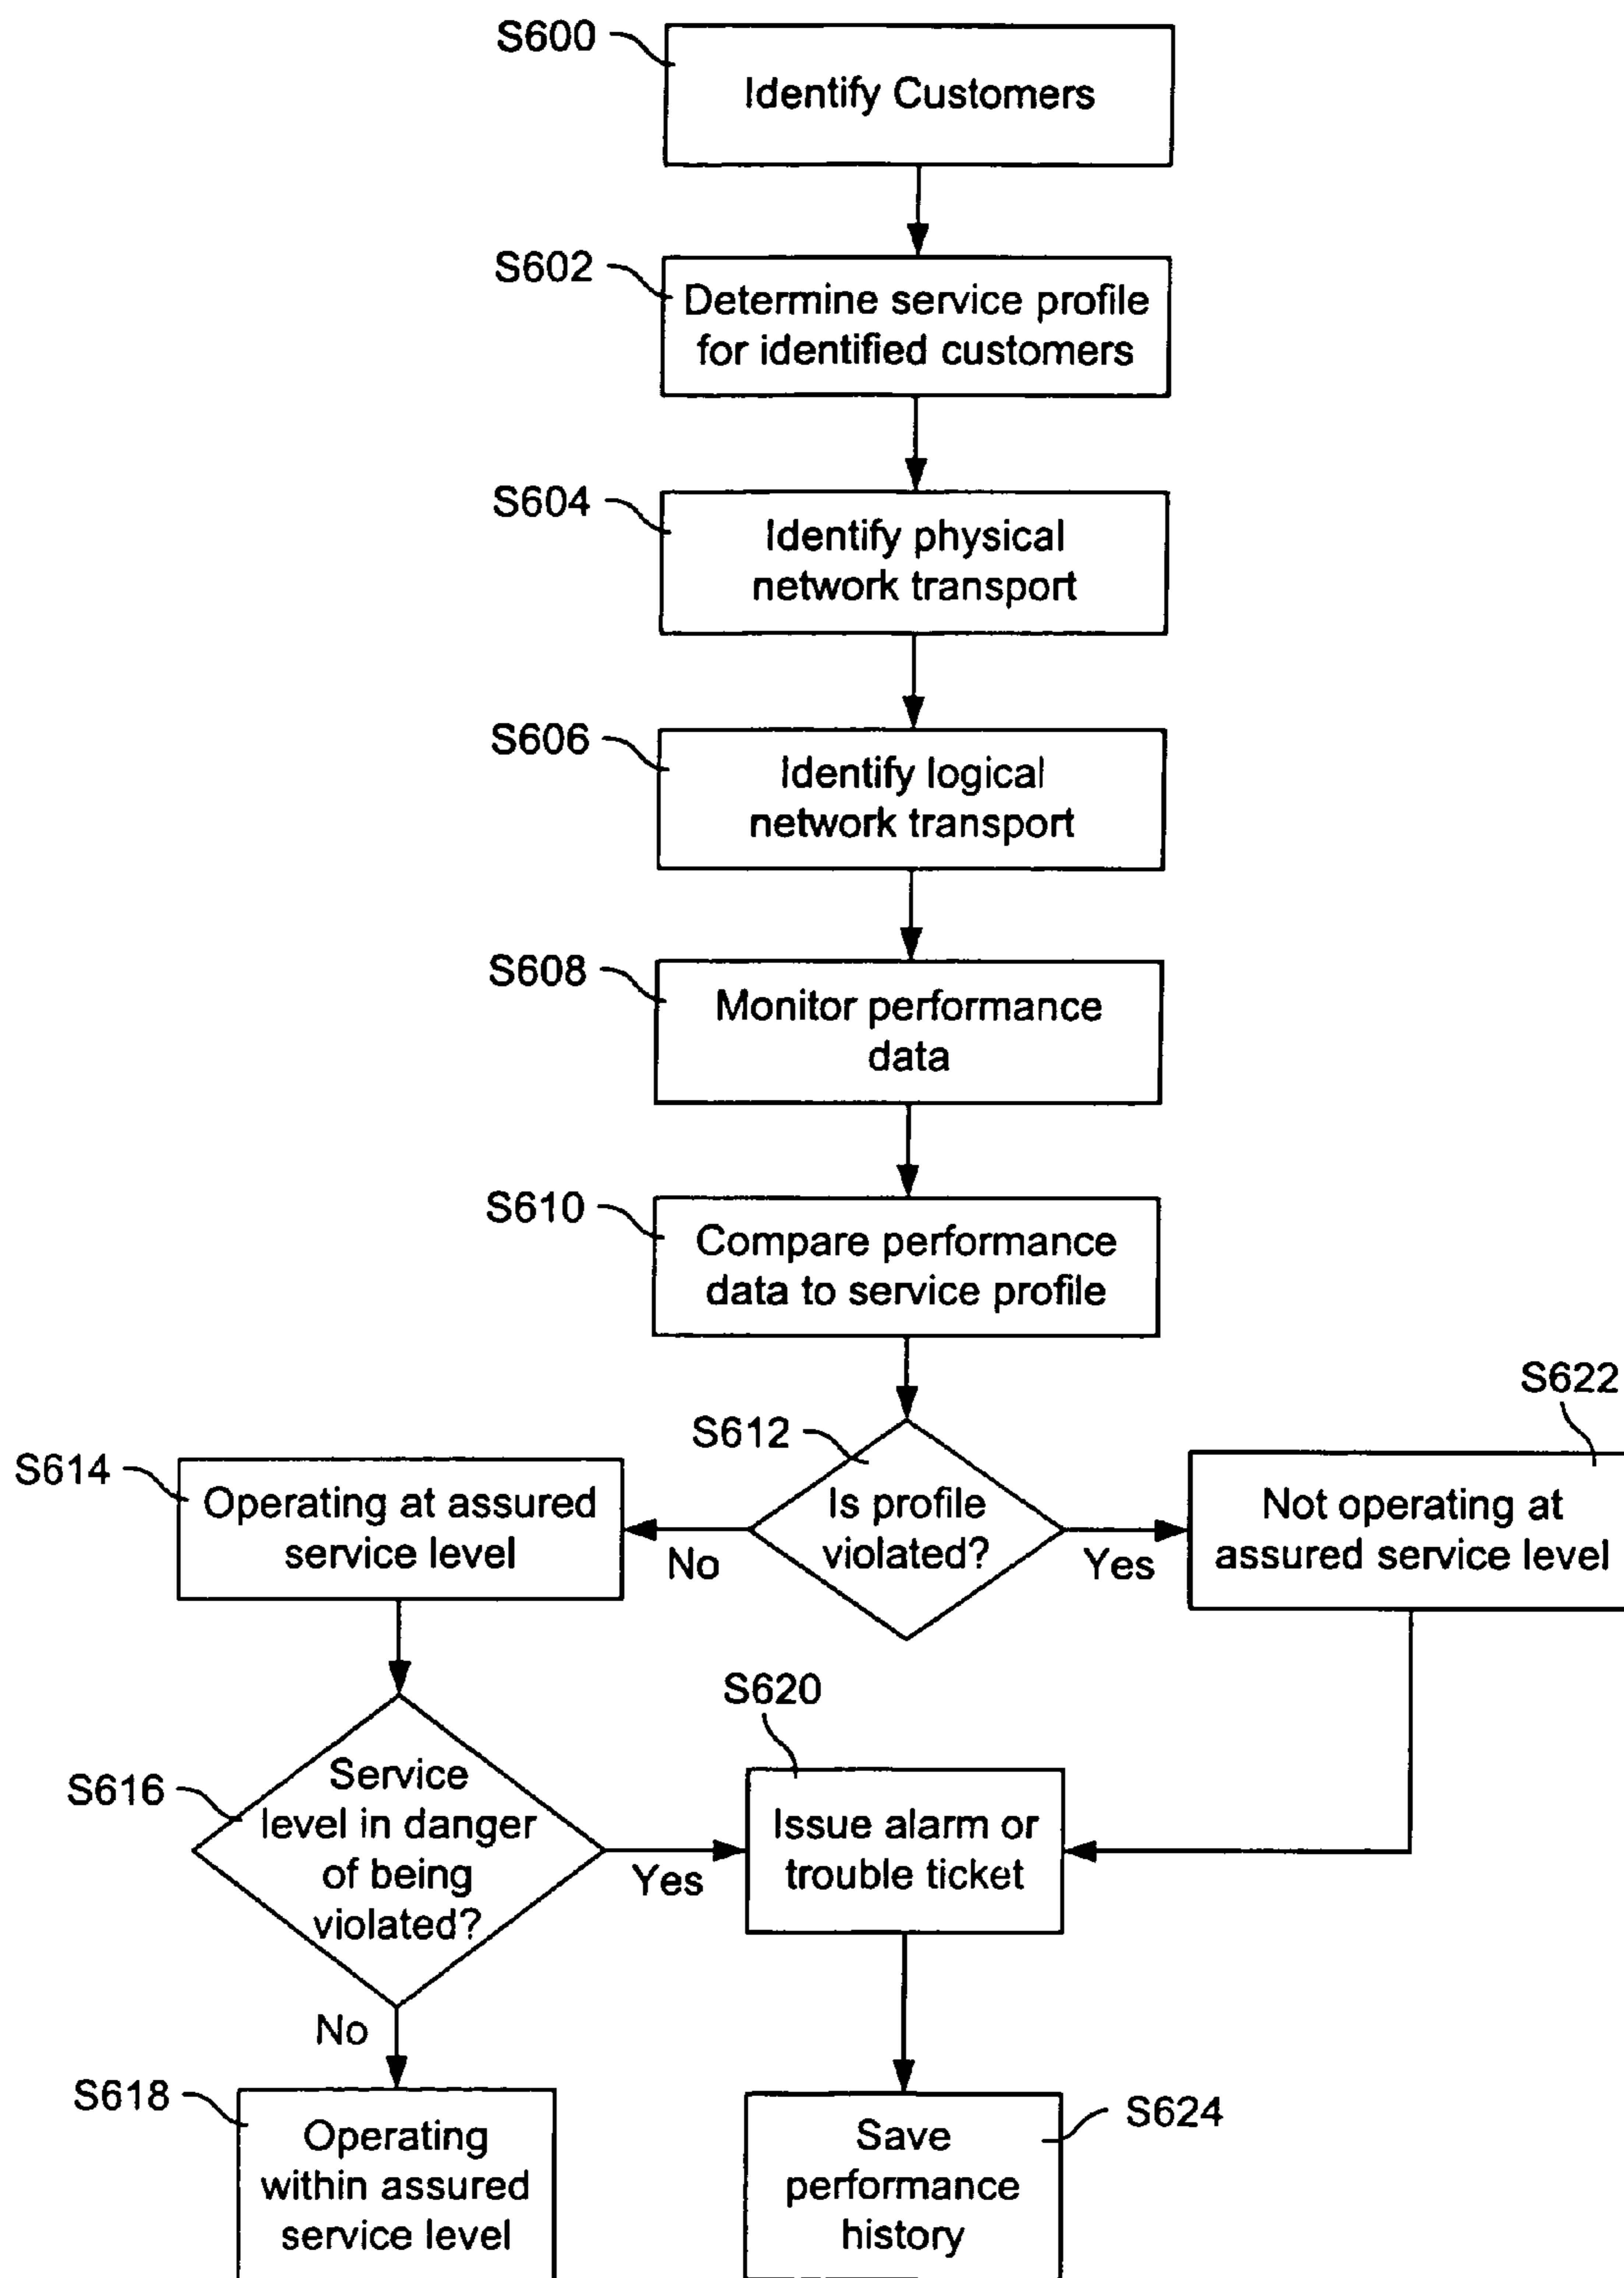 S600
Identify Customers
S602
Determine service profile
for identified customers
S604
Identify physical
network transport
S606
Identify logical
network transport
S608
Monitor performance
data
S610
Compare performance
data to service profile
S622
S612
S614
Operating at assured
service level
No
Is profile
violated?
Yes
Not operating at
assured service level
S620
S616
Service
level in danger
of being
violated?
Yes
Issue alarm or
trouble ticket
No
S618
Operating
within assured
service level
S624
Save
performance
history